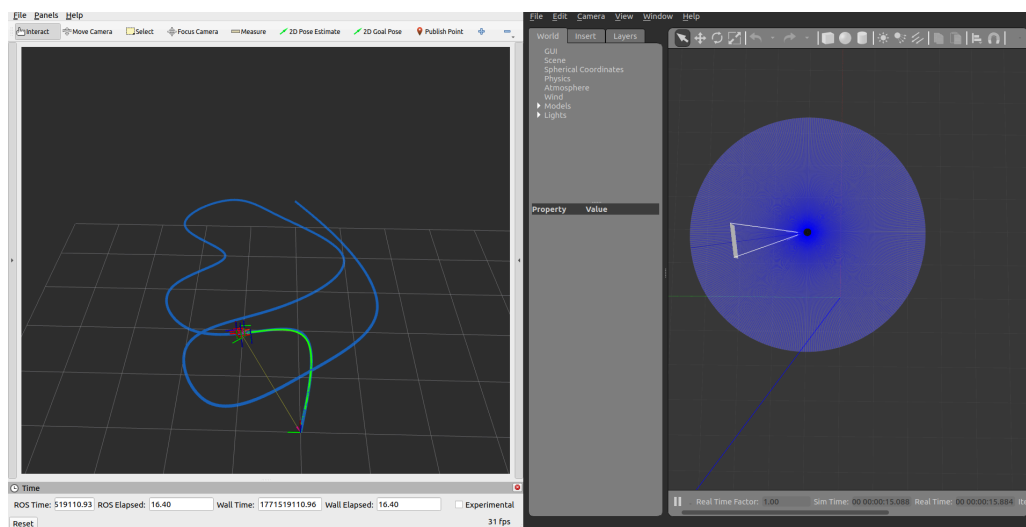 File Panels Help
Interact Move Camera Select Focus Camera Measure 2D Pose Estimate 2D Goal Pose Publish Point
Time
ROS Time: 519110.93 ROS Elapsed: 16.40 Wall Time: 1771519110.96 Wall Elapsed: 16.40 Experimental
Reset 31 fps
File Edit Camera View Window Help
World Insert Layers
GUI
Scene
Spherical Coordinates
Physics
Atmosphere
Wind
Models
Lights
Property Value
Real Time Factor: 1.00 Sim Time: 00 00:00:15.088 Real Time: 00 00:00:15.884